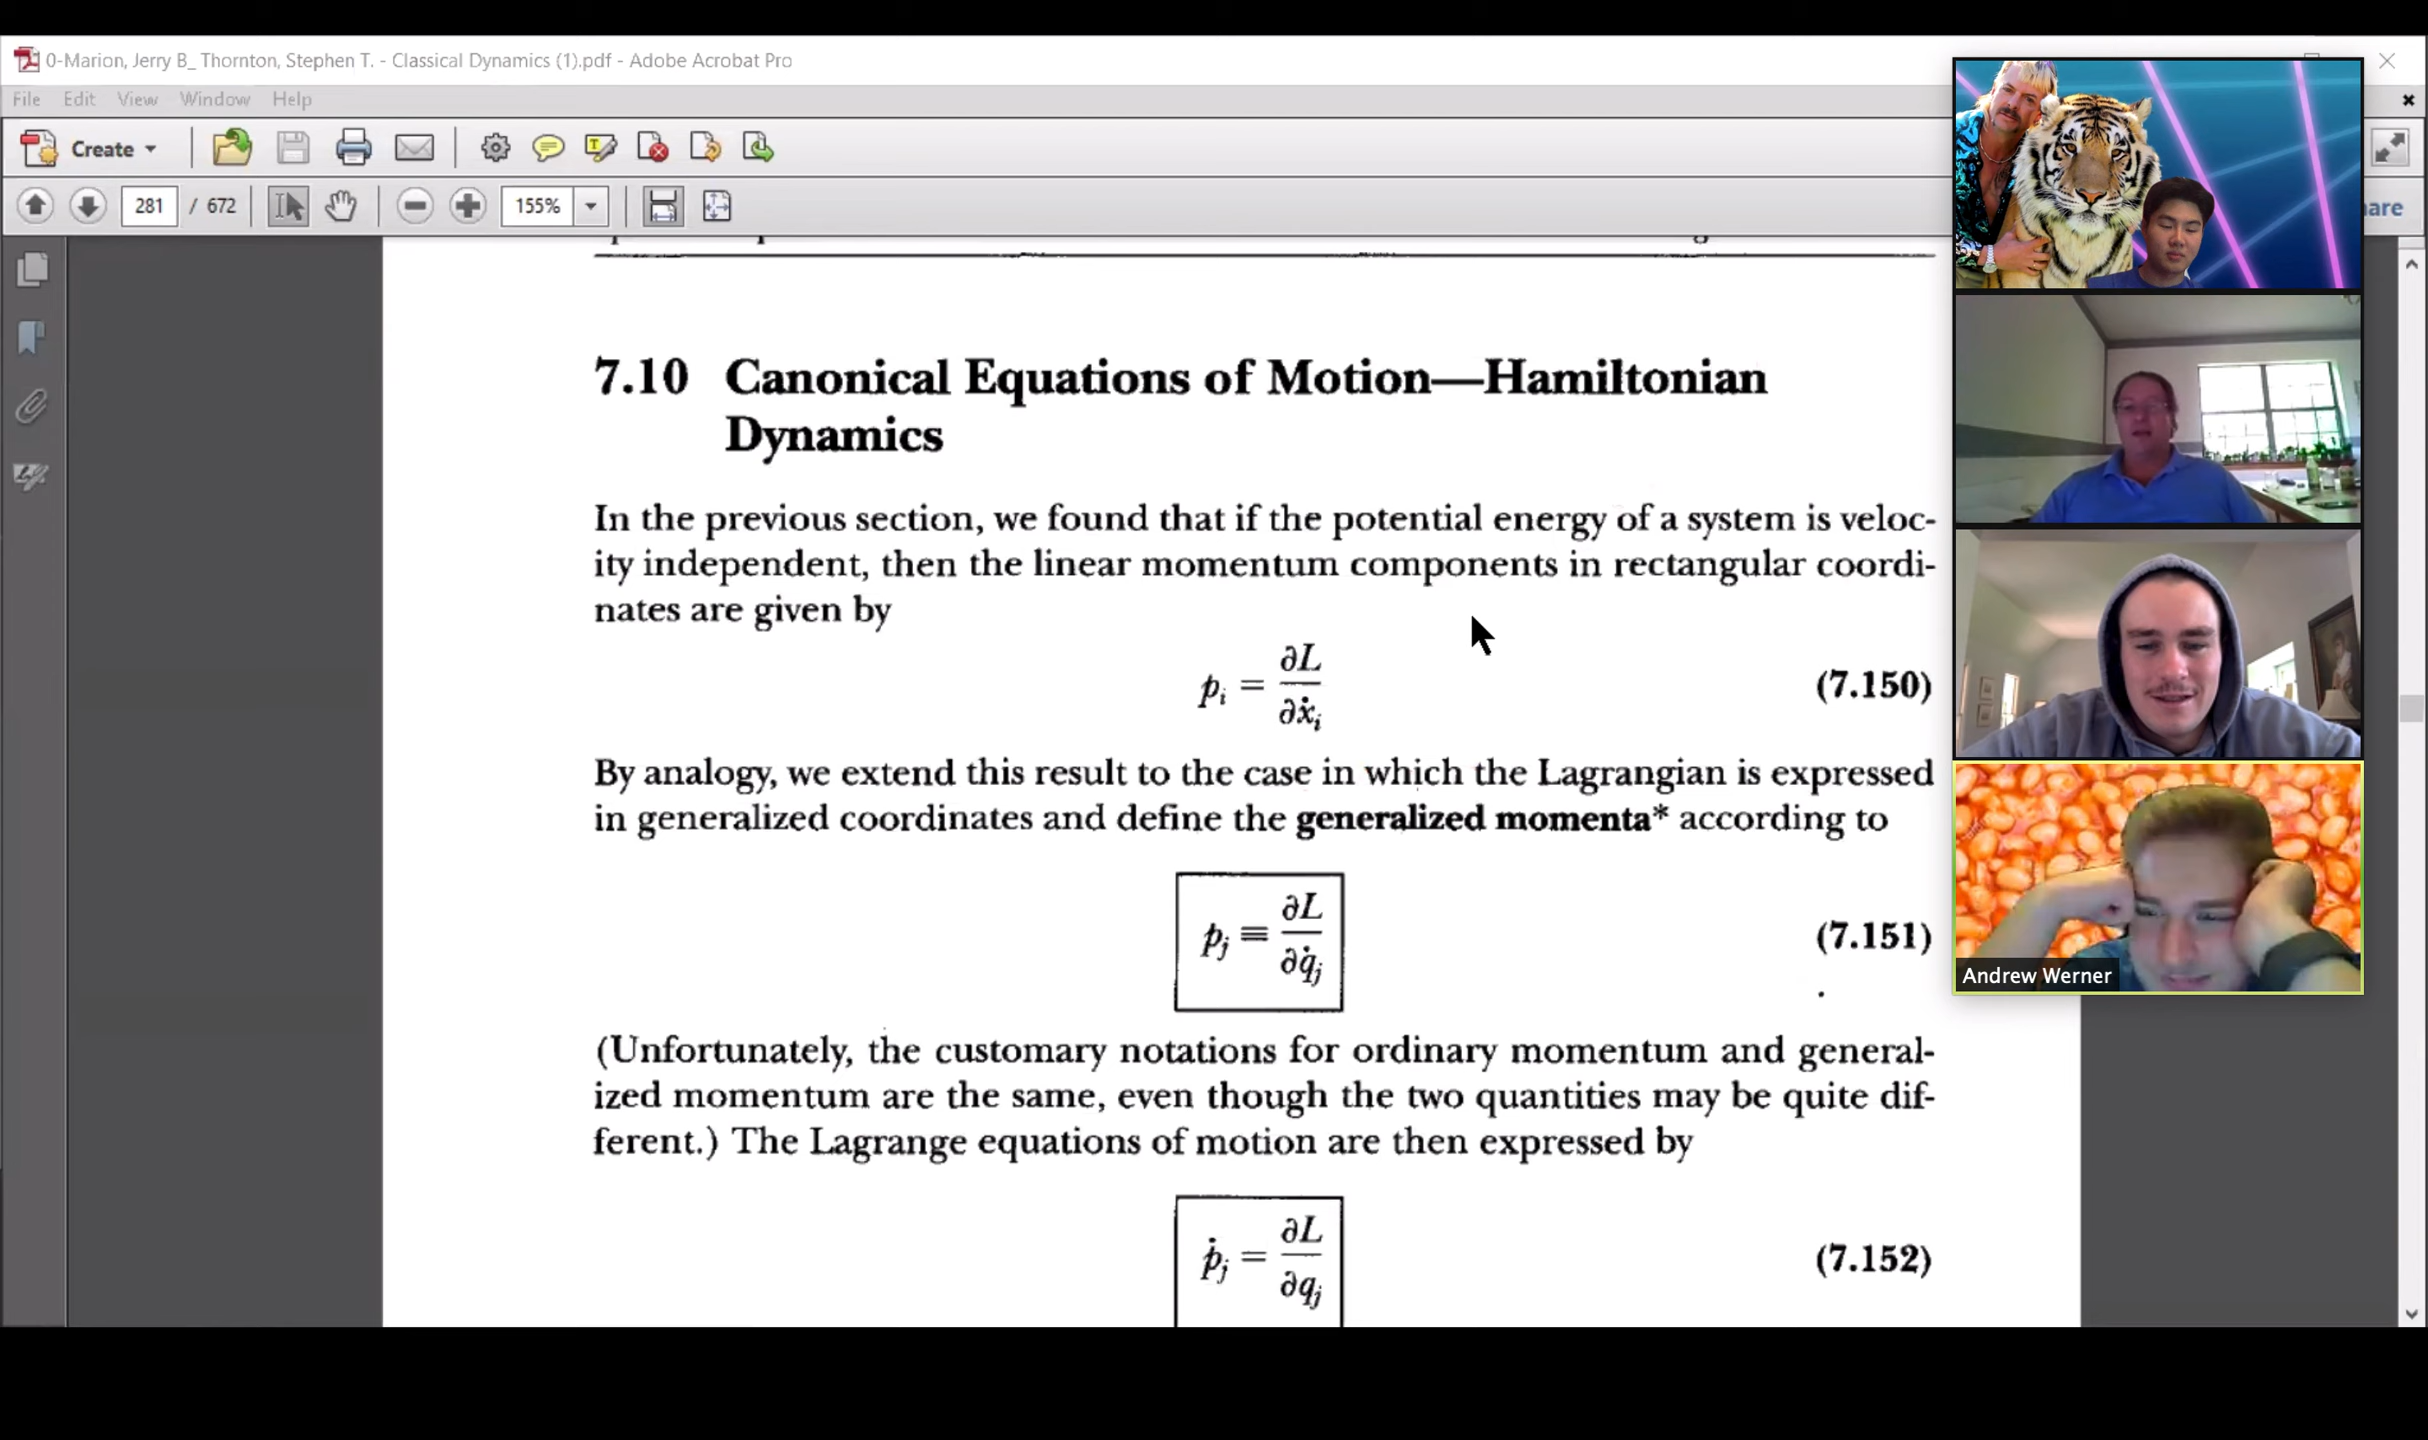 0-Marion, Jerry B_ Thornton, Stephen T. - Classical Dynamics (1).pdf - Adobe Acrobat Pro
File Edit View Window Help
Create
281 / 672 155%
are
7.10 Canonical Equations of Motion—Hamiltonian
Dynamics
In the previous section, we found that if the potential energy of a system is veloc-
ity independent, then the linear momentum components in rectangular coordi-
nates are given by
pᵢ = ∂L/∂ẋᵢ (7.150)
By analogy, we extend this result to the case in which the Lagrangian is expressed
in generalized coordinates and define the generalized momenta* according to
pⱼ ≡ ∂L/∂q̇ⱼ (7.151)
Andrew Werner
(Unfortunately, the customary notations for ordinary momentum and general-
ized momentum are the same, even though the two quantities may be quite dif-
ferent.) The Lagrange equations of motion are then expressed by
ṗⱼ = ∂L/∂qⱼ (7.152)